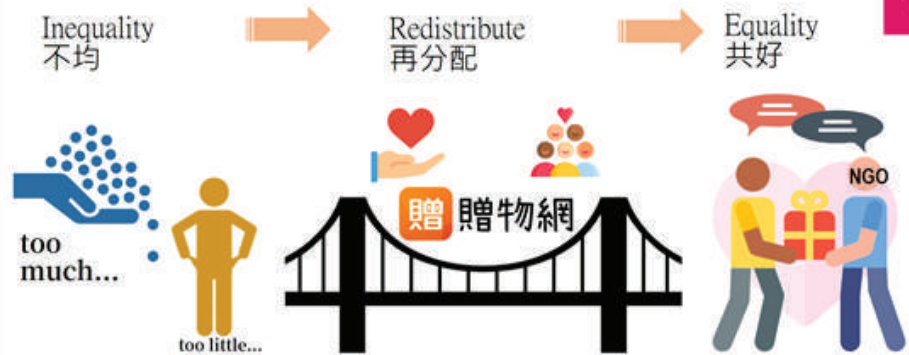 Inequality
不均
Redistribute
再分配
Equality
共好
too
much...
too little...
贈 贈物網
NGO